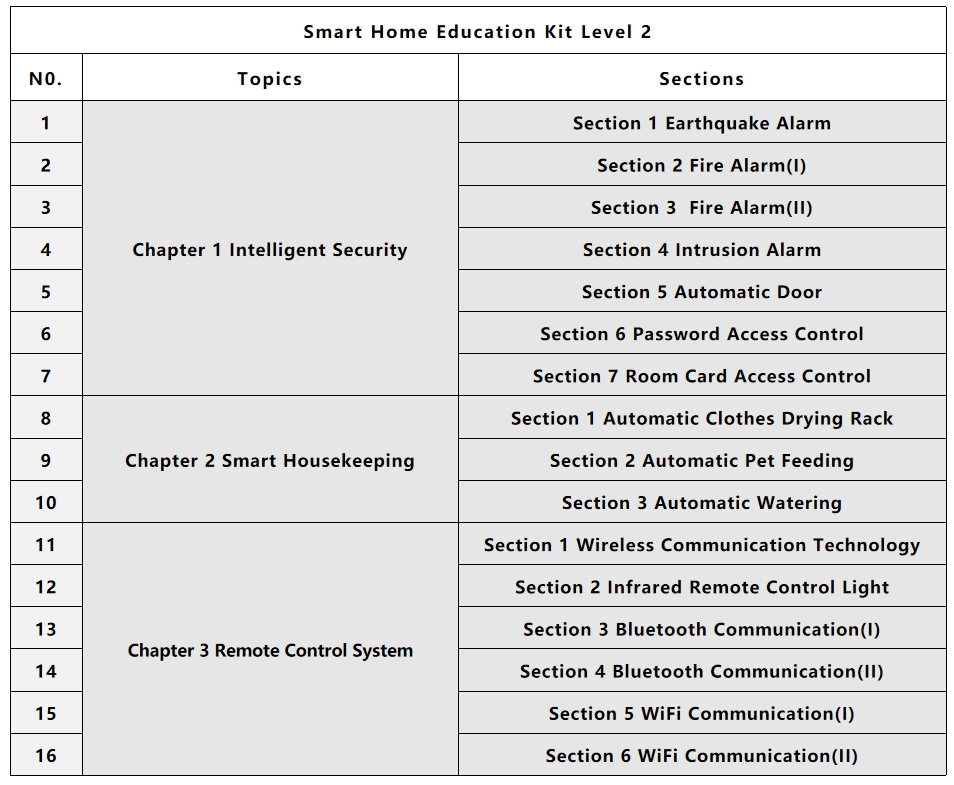 Smart Home Education Kit Level 2
N0. Topics Sections
1 Chapter 1 Intelligent Security Section 1 Earthquake Alarm
2 Section 2 Fire Alarm(I)
3 Section 3 Fire Alarm(II)
4 Section 4 Intrusion Alarm
5 Section 5 Automatic Door
6 Section 6 Password Access Control
7 Section 7 Room Card Access Control
8 Chapter 2 Smart Housekeeping Section 1 Automatic Clothes Drying Rack
9 Section 2 Automatic Pet Feeding
10 Section 3 Automatic Watering
11 Chapter 3 Remote Control System Section 1 Wireless Communication Technology
12 Section 2 Infrared Remote Control Light
13 Section 3 Bluetooth Communication(I)
14 Section 4 Bluetooth Communication(II)
15 Section 5 WiFi Communication(I)
16 Section 6 WiFi Communication(II)